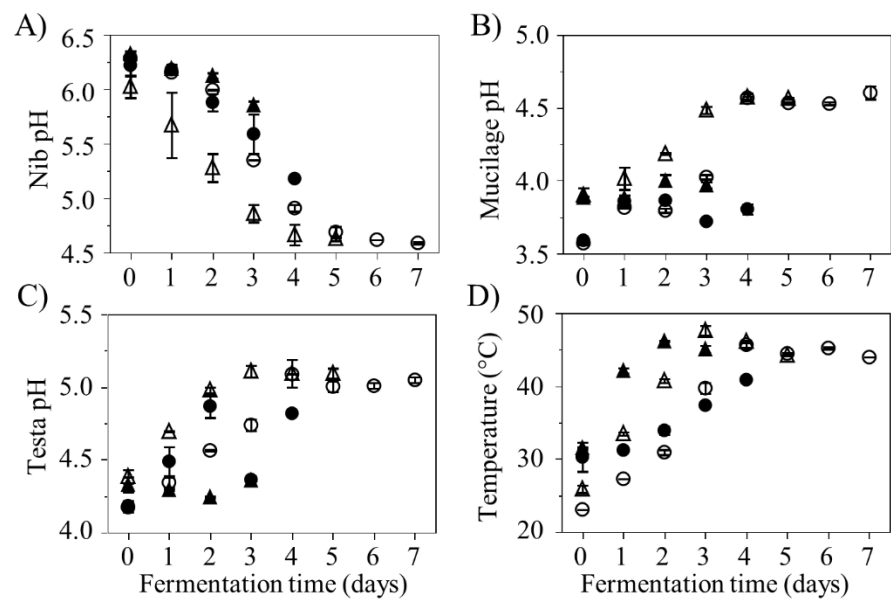 A)
6.5
6.0
5.5
5.0
4.5
Nib pH
0 1 2 3 4 5 6 7
B)
5.0
4.5
4.0
3.5
Mucilage pH
0 1 2 3 4 5 6 7
C)
5.5
5.0
4.5
4.0
Testa pH
0 1 2 3 4 5 6 7
Fermentation time (days)
D)
50
40
30
20
Temperature (°C)
0 1 2 3 4 5 6 7
Fermentation time (days)